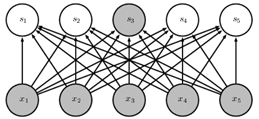 s₁ s₂ s₃ s₄ s₅
x₁ x₂ x₃ x₄ x₅